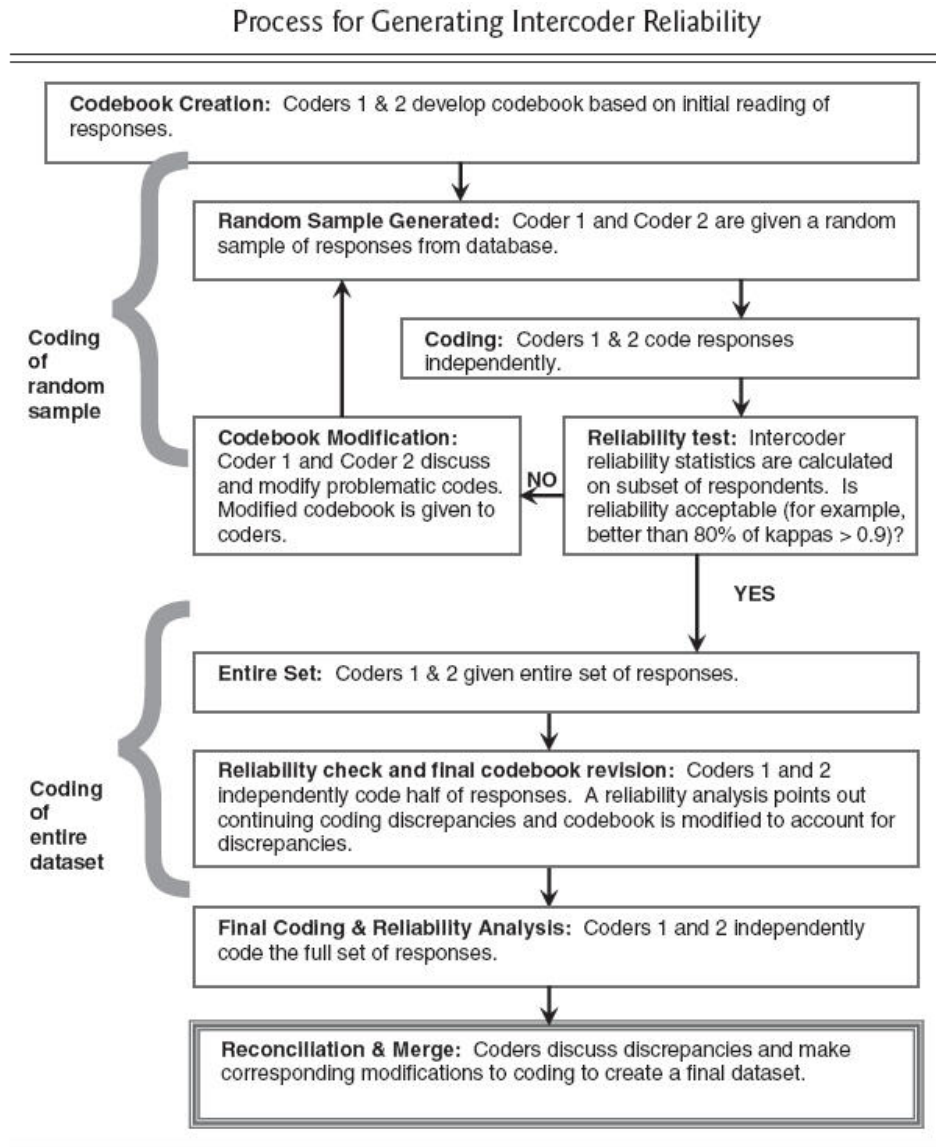 Process for Generating Intercoder Reliability
Codebook Creation: Coders 1 & 2 develop codebook based on initial reading of
responses.
Random Sample Generated: Coder 1 and Coder 2 are given a random
sample of responses from database.
Coding: Coders 1 & 2 code responses
independently.
Coding
of
random
sample
Codebook Modification:
Coder 1 and Coder 2 discuss
and modify problematic codes.
Modified codebook is given to
coders.
NO
Reliability test: Intercoder
reliability statistics are calculated
on subset of respondents. Is
reliability acceptable (for example,
better than 80% of kappas > 0.9)?
YES
Entire Set: Coders 1 & 2 given entire set of responses.
Reliability check and final codebook revision: Coders 1 and 2
independently code half of responses. A reliability analysis points out
continuing coding discrepancies and codebook is modified to account for
discrepancies.
Coding
of
entire
dataset
Final Coding & Reliability Analysis: Coders 1 and 2 independently
code the full set of responses.
Reconciliation & Merge: Coders discuss discrepancies and make
corresponding modifications to coding to create a final dataset.